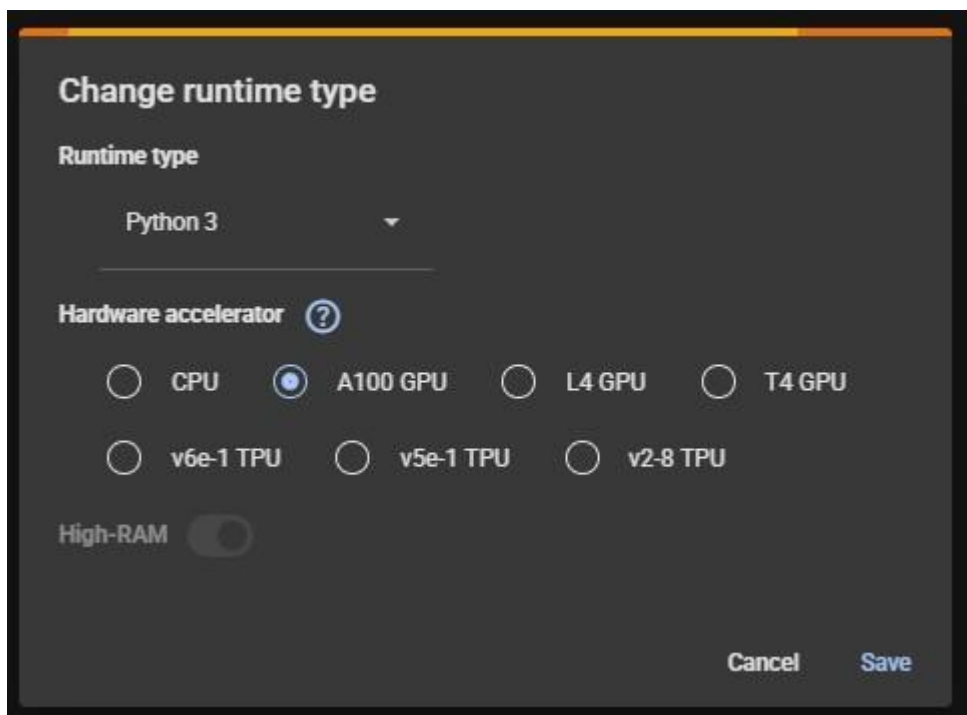 Change runtime type
Runtime type
Python 3
Hardware accelerator ?
CPU A100 GPU L4 GPU T4 GPU
v6e-1 TPU v5e-1 TPU v2-8 TPU
High-RAM
Cancel Save